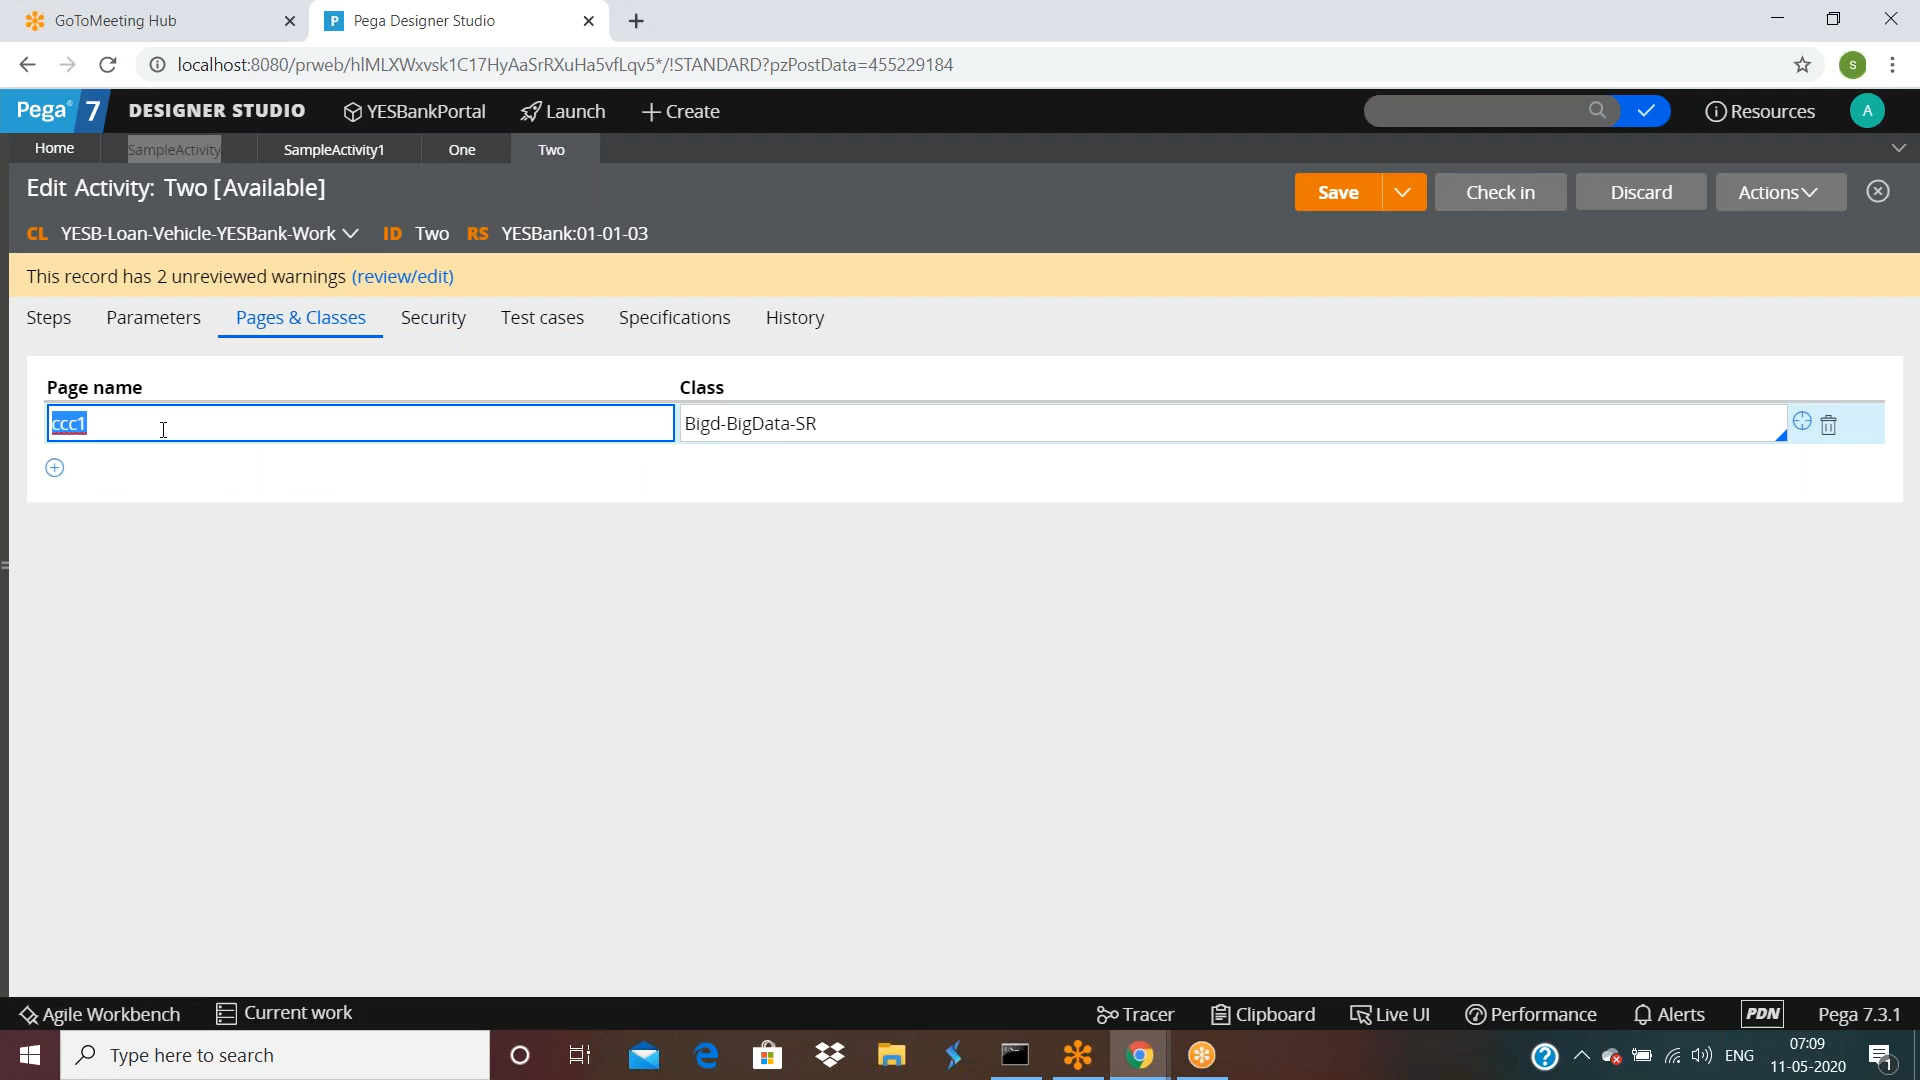 GoToMeeting Hub
P Pega Designer Studio
localhost:8080/prweb/hIMLXWxvsk1C17HyAaSrRXuHa5vfLqv5*/!STANDARD?pzPostData=455229184
s
Pega 7 DESIGNER STUDIO YESBankPortal Launch Create Resources A
Home SampleActivity SampleActivity1 One Two
Edit Activity: Two [Available]
Save Check in Discard Actions
CL YESB-Loan-Vehicle-YESBank-Work ID Two RS YESBank:01-01-03
This record has 2 unreviewed warnings (review/edit)
Steps Parameters Pages & Classes Security Test cases Specifications History
Page name Class
ccc1 Bigd-BigData-SR
Agile Workbench Current work Tracer Clipboard Live UI Performance Alerts PDN Pega 7.3.1
Type here to search ENG 07:09
11-05-2020 1